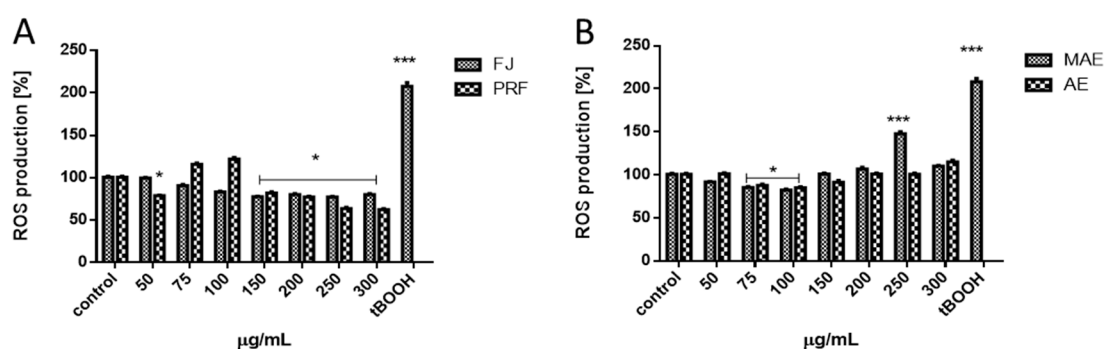 A
ROS production [%]
250
200
150
100
50
0
***
*
*
FJ
PRF
control
50
75
100
150
200
250
300
tBOOH
µg/mL
B
ROS production [%]
250
200
150
100
50
0
***
***
*
MAE
AE
control
50
75
100
150
200
250
300
tBOOH
µg/mL